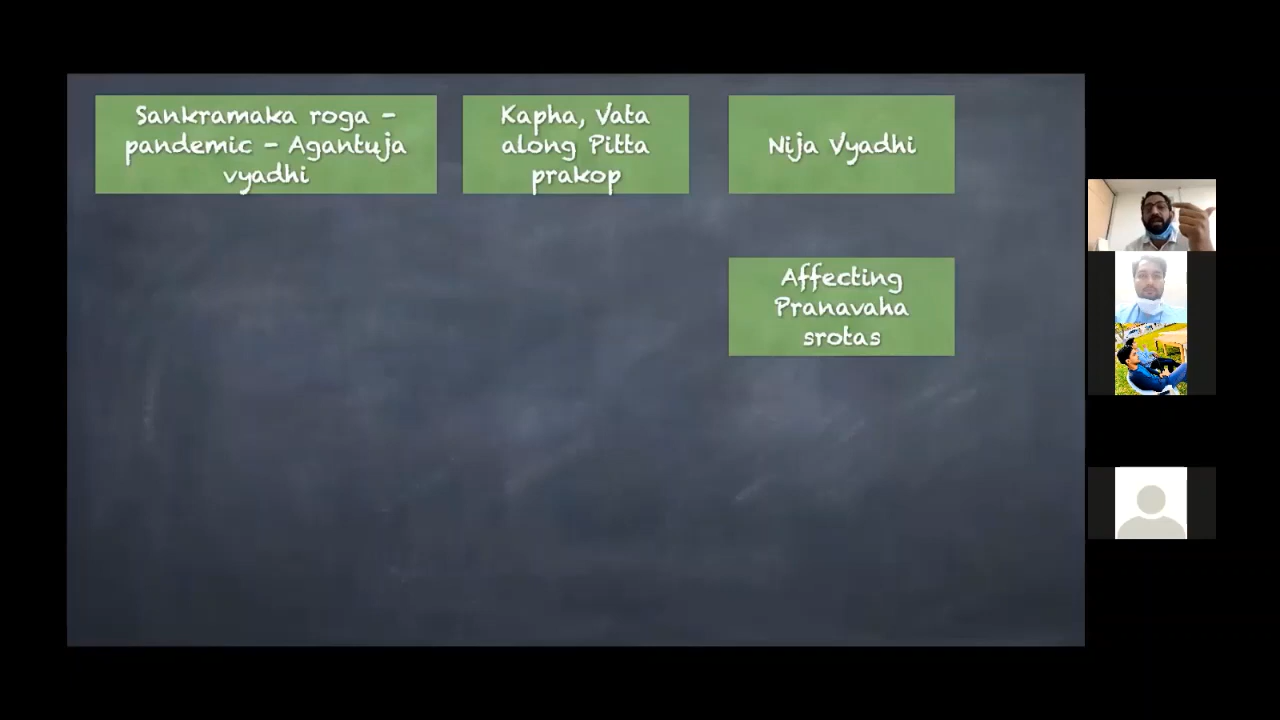 Sankramaka roga -
pandemic - Agantuja
vyadhi
Kapha, Vata
along Pitta
prakop
Nija Vyadhi
Affecting
Pranavaha
srotas